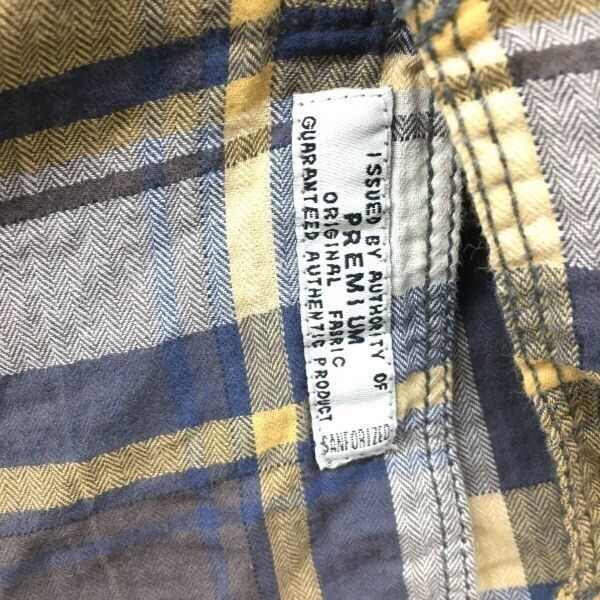 ISSUED BY AUTHORITY OF
PREMIUM
ORIGINAL FABRIC
GUARANTEED AUTHENTIC PRODUCT
SANFORIZED